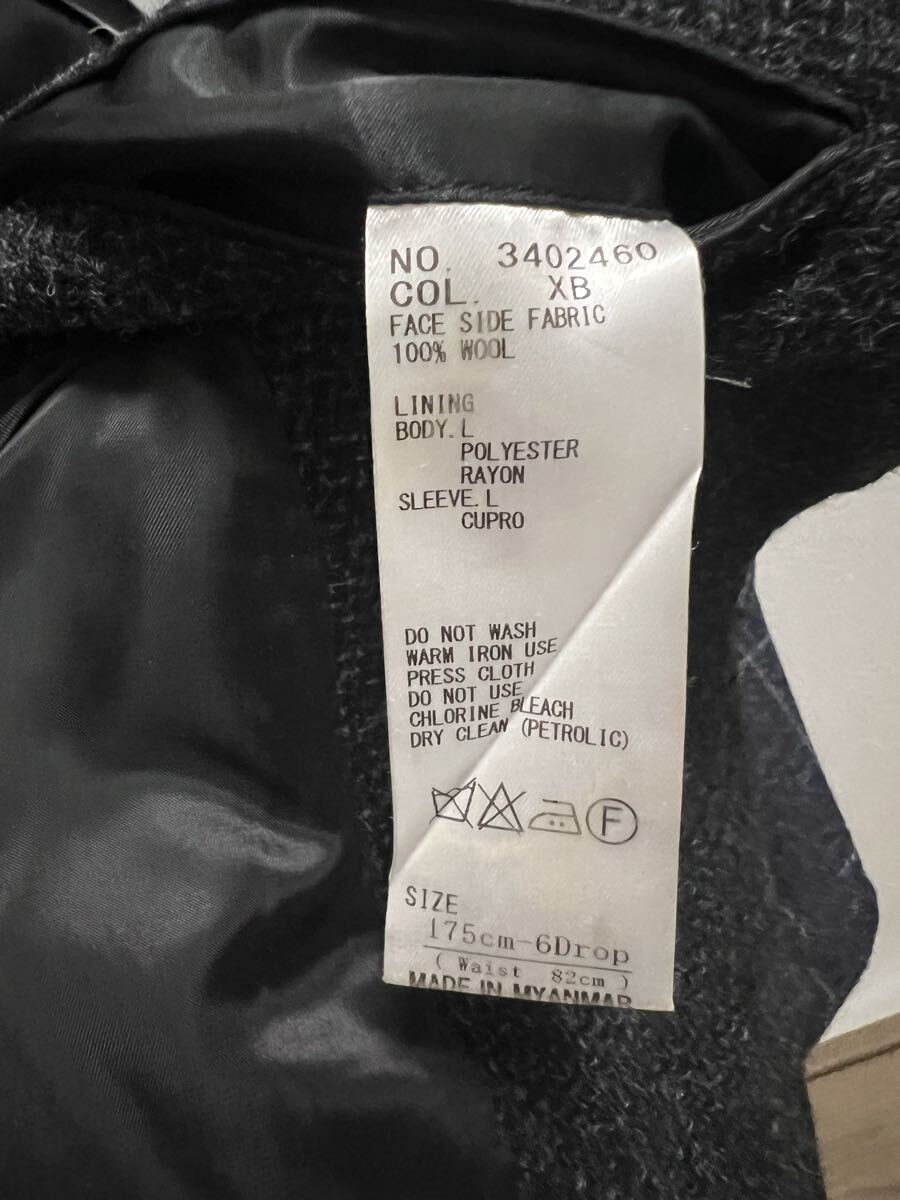 NO. 3402460
COL. XB
FACE SIDE FABRIC
100% WOOL
LINING
BODY. L
POLYESTER
RAYON
SLEEVE. L
CUPRO
DO NOT WASH
WARM IRON USE
PRESS CLOTH
DO NOT USE
CHLORINE BLEACH
DRY CLEAN (PETROLIC)
F
SIZE
175cm-6Drop
( Waist 82cm )
MADE IN MYANMAR